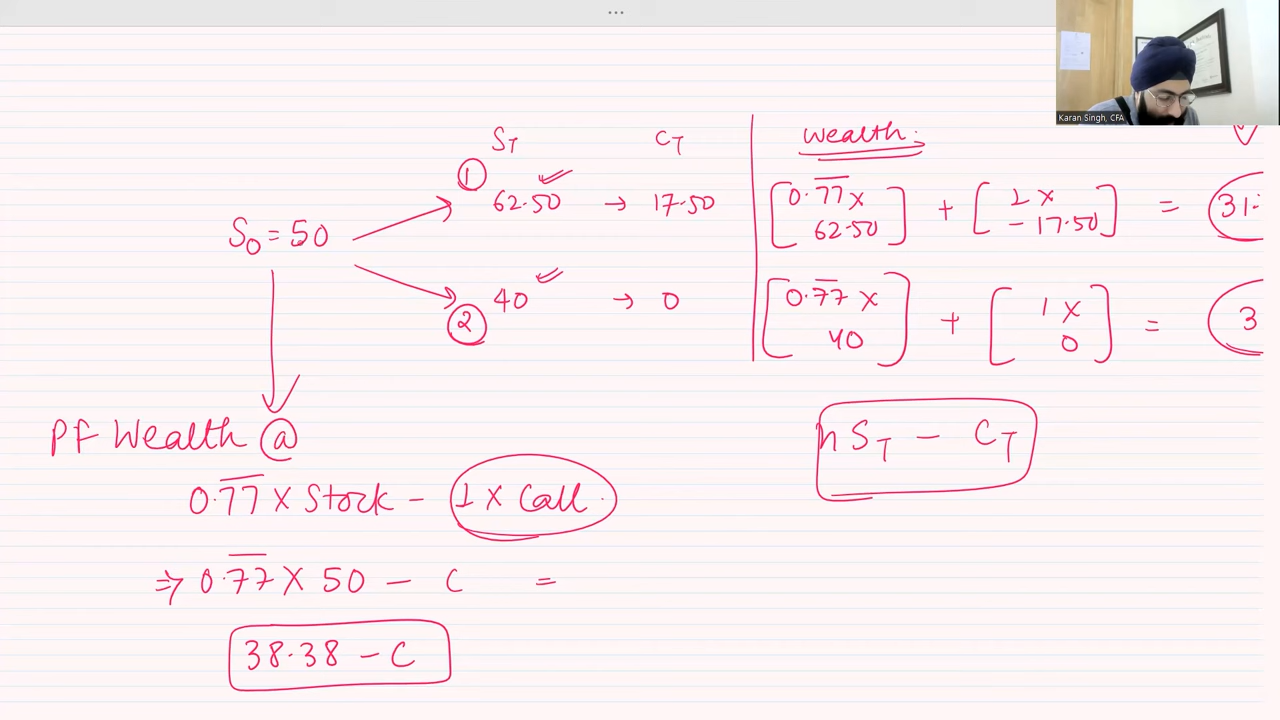 ...
Karan Singh, CFA
S_T C_T
① 62.50 → 17.50
S_0 = 50
② 40 → 0
wealth.
[0.77 x 62.50] + [1 x - 17.50] = 31.
[0.77 x 40] + [1 x 0] = 3
PF Wealth @
0.77 x Stock - 1 x Call.
⇒ 0.77 x 50 - C =
38.38 - C
h S_T - C_T